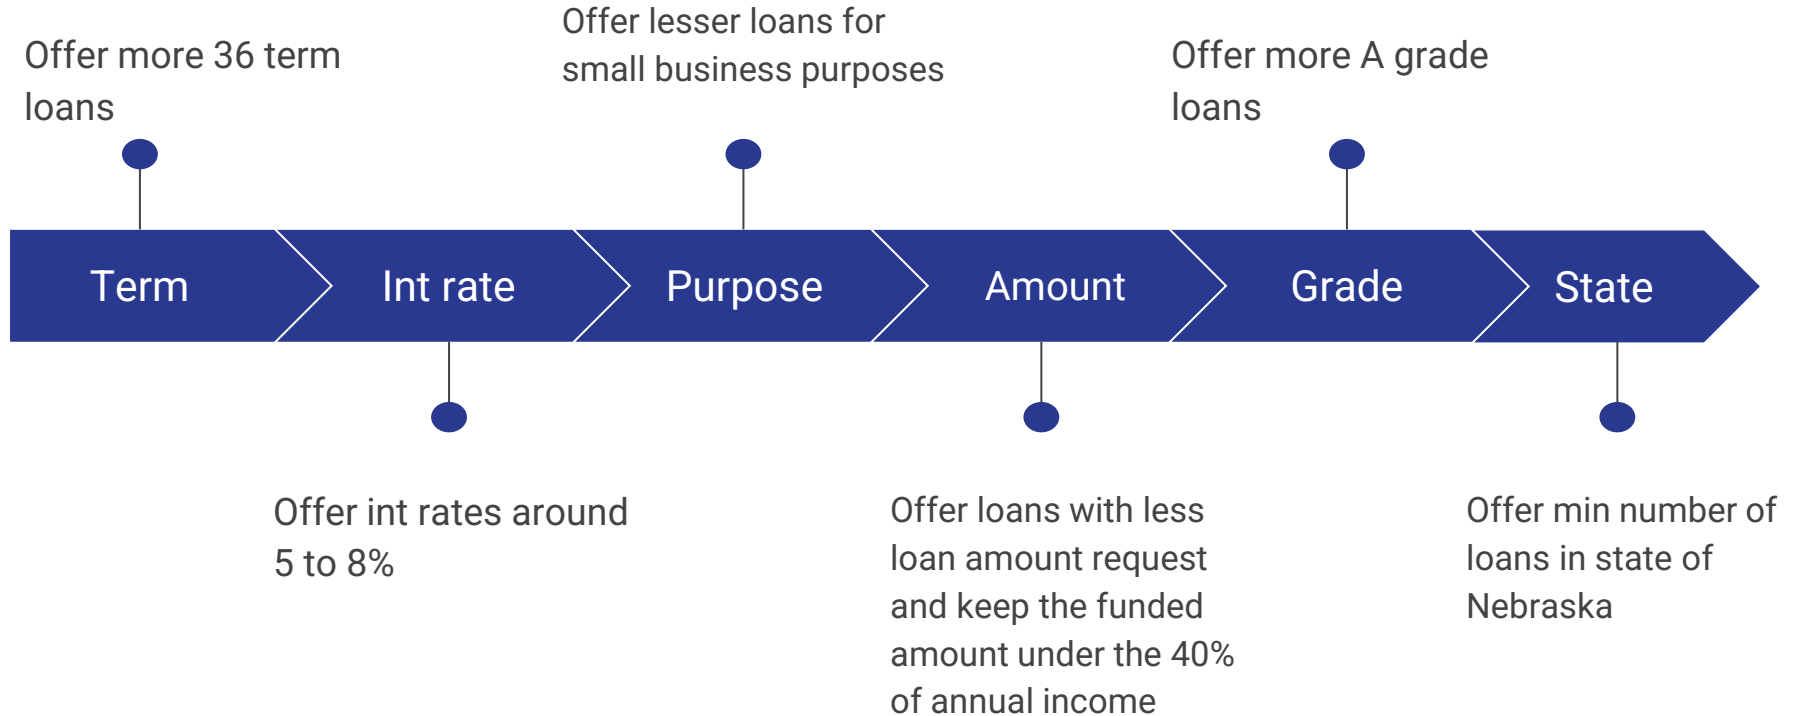 Offer more 36 term
loans
Offer lesser loans for
small business purposes
Offer more A grade
loans
Term
Int rate
Purpose
Amount
Grade
State
Offer int rates around
5 to 8%
Offer loans with less
loan amount request
and keep the funded
amount under the 40%
of annual income
Offer min number of
loans in state of
Nebraska